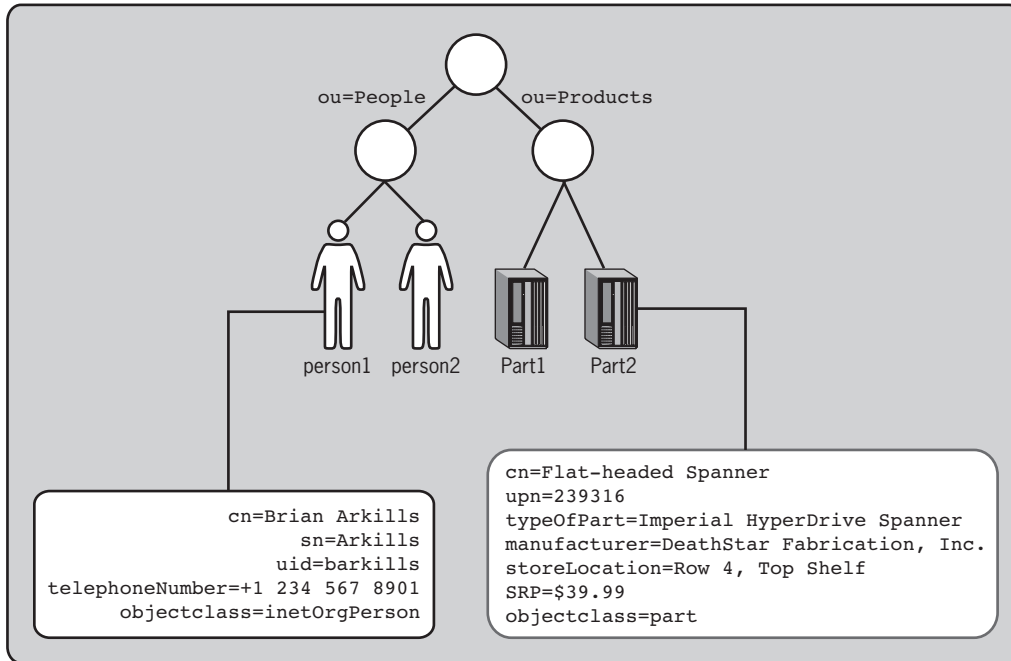 ou=People
ou=Products
person1
person2
Part1
Part2
cn=Brian Arkills
sn=Arkills
uid=barkills
telephoneNumber=+1 234 567 8901
objectclass=inetOrgPerson
cn=Flat-headed Spanner
upn=239316
typeOfPart=Imperial HyperDrive Spanner
manufacturer=DeathStar Fabrication, Inc.
storeLocation=Row 4, Top Shelf
SRP=$39.99
objectclass=part